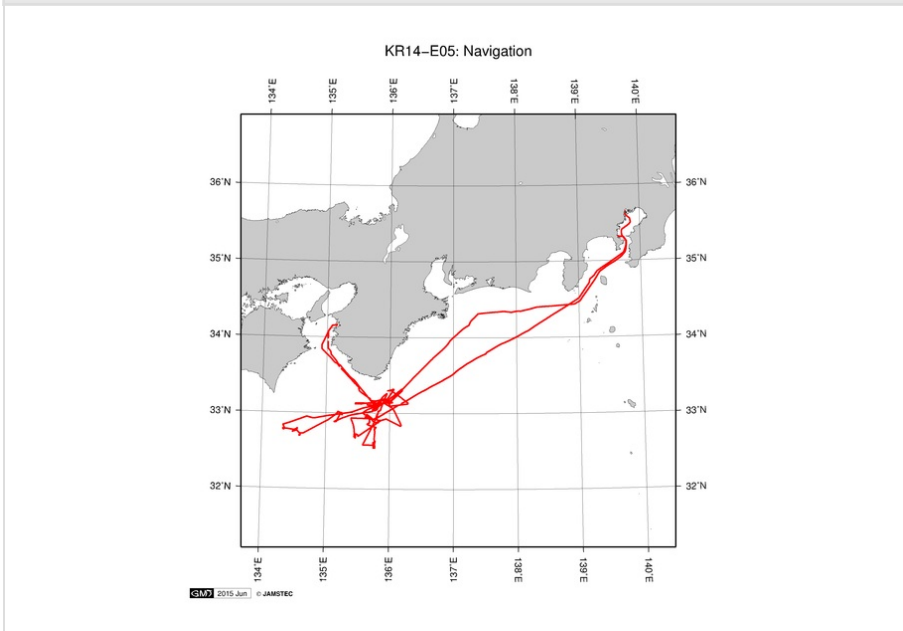 KR14−E05: Navigation
134˚E 135˚E 136˚E 137˚E 138˚E 139˚E 140˚E
36˚N 36˚N
35˚N 35˚N
34˚N 34˚N
33˚N 33˚N
32˚N 32˚N
134˚E 135˚E 136˚E 137˚E 138˚E 139˚E 140˚E
GMD 2015 Jun © JAMSTEC